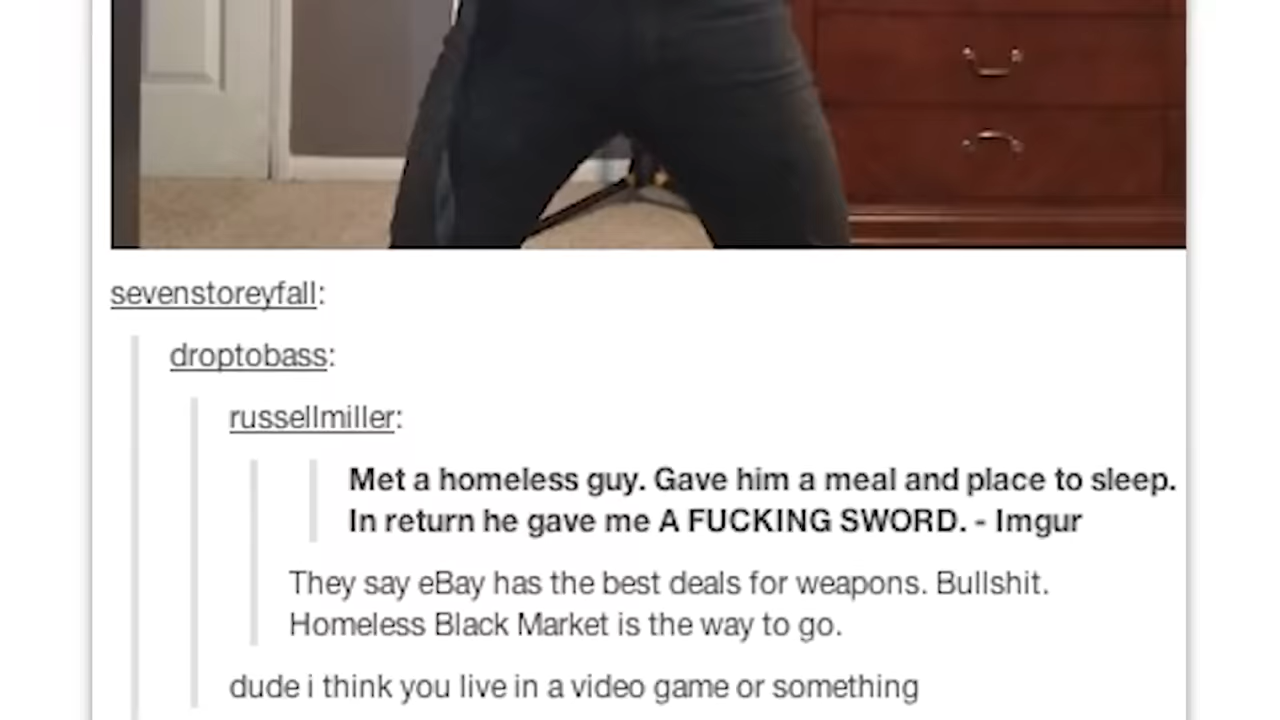 sevenstoreyfall:
droptobass:
russellmiller:
Met a homeless guy. Gave him a meal and place to sleep.
In return he gave me A FUCKING SWORD. - Imgur
They say eBay has the best deals for weapons. Bullshit.
Homeless Black Market is the way to go.
dude i think you live in a video game or something